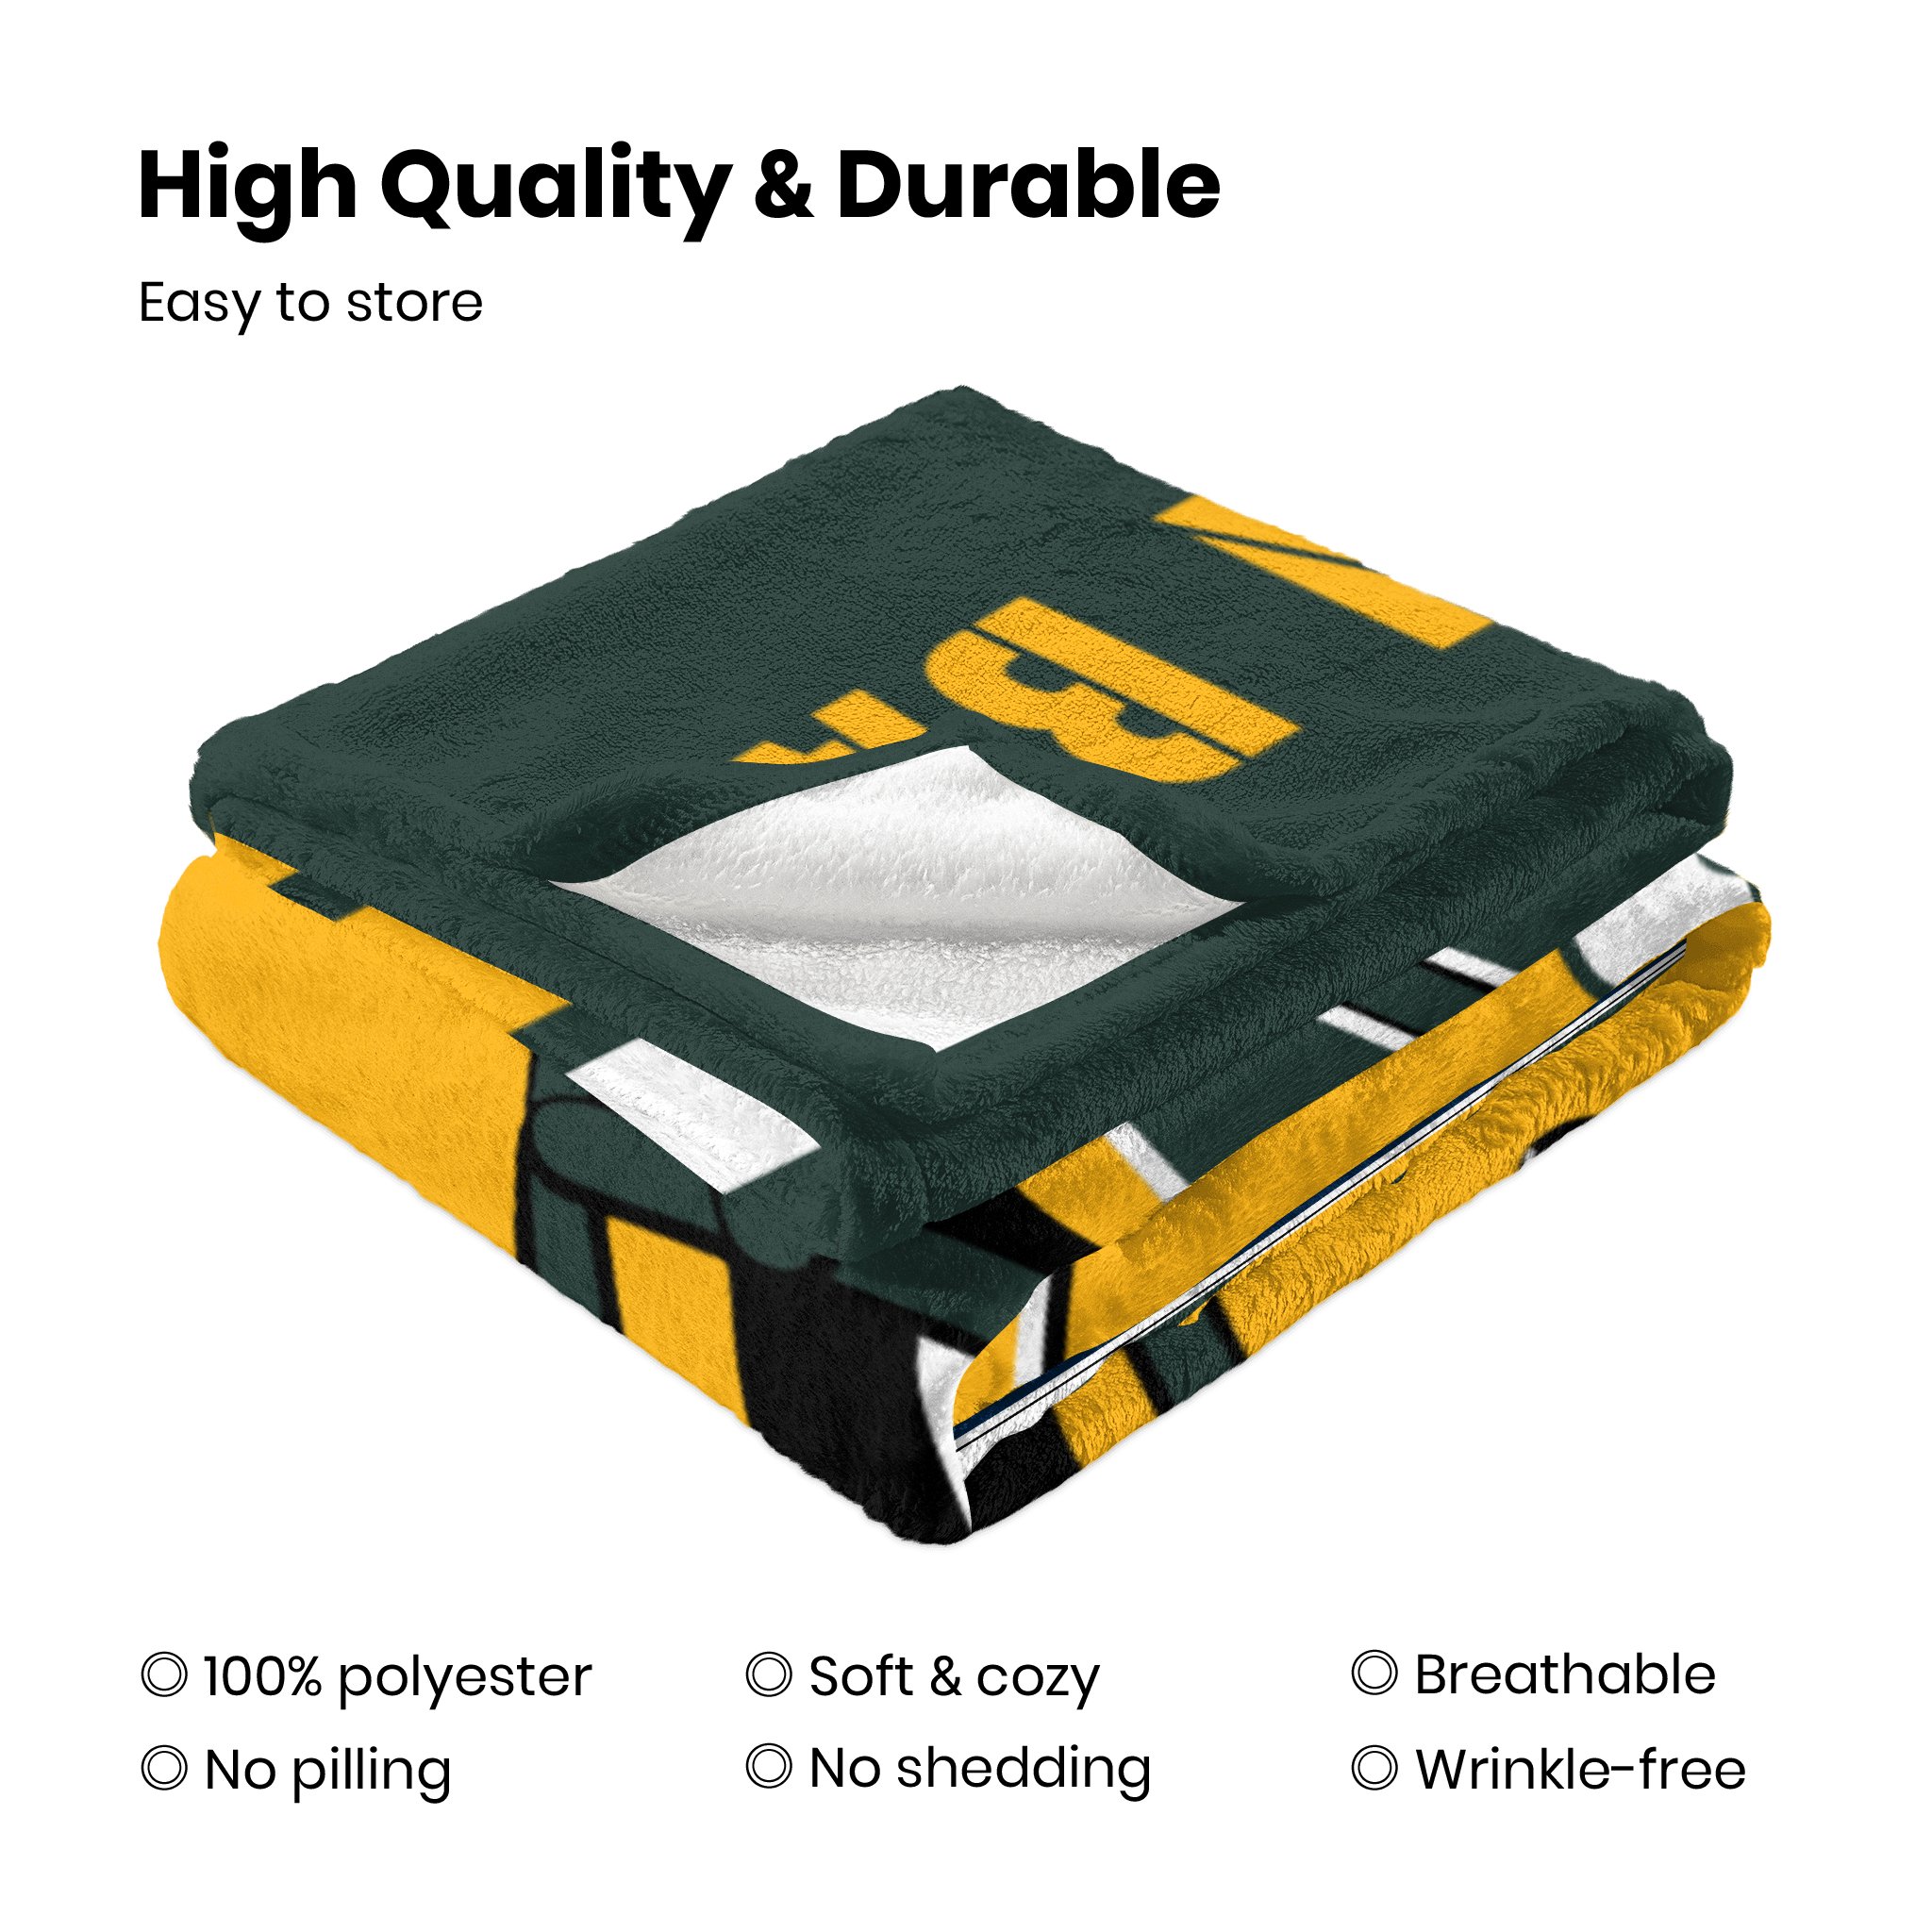 High Quality & Durable
Easy to store
B
100% polyester
Soft & cozy
Breathable
No pilling
No shedding
Wrinkle-free